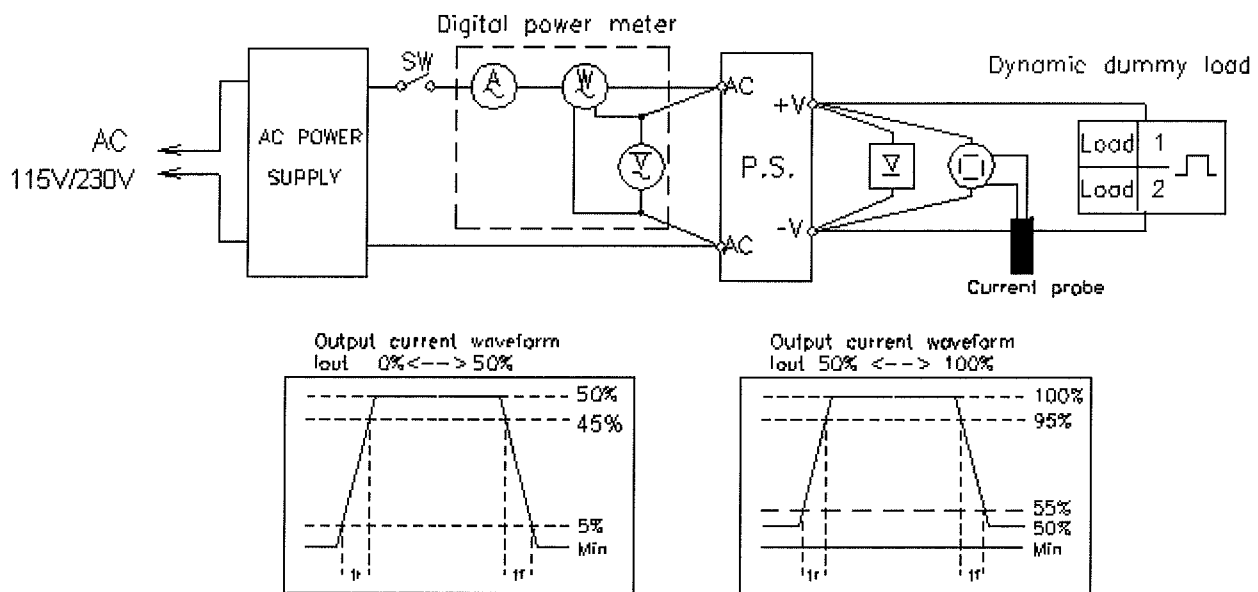 Digital power meter
SW
A
W
AC
+V
Dynamic dummy load
AC
115V/230V
AC POWER
SUPPLY
V
P.S.
V
Load 1
Load 2
AC
-V
Current probe
Output current waveform
Iout 0%<--->50%
50%
45%
5%
Min
tr
tf
Output current waveform
Iout 50% <---> 100%
100%
95%
55%
50%
Min
tr
tf